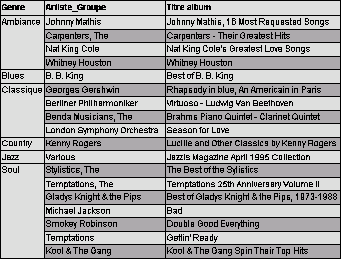 Genre Artiste_Groupe Titre album
Ambiance Johnny Mathis Johnny Mathis, 16 Most Requested Songs
Carpenters, The Carpenters - Their Greatest Hits
Nat King Cole Nat King Cole's Greatest Love Songs
Whitney Houston Whitney Houston
Blues B. B. King Best of B. B. King
Classique Georges Gershwin Rhapsody in blue, An Americain in Paris
Berliner Philharmoniker Virtuoso - Ludwig Van Beethoven
Benda Musicians, The Brahms Piano Quintet - Clarinet Quintet
London Symphony Orchestra Season for Love
Country Kenny Rogers Lucille and Other Classics by Kenny Rogers
Jazz Various Jazzis Magazine April 1995 Collection
Soul Stylistics, The The Best of the Sylistics
Temptations, The Temptations 25th Anniversary Volume II
Gladys Knight & the Pips Best of Gladys Knight & the Pips, 1973-1988
Michael Jackson Bad
Smokey Robinson Double Good Everything
Temptations Gettin' Ready
Kool & The Gang Kool & The Gang Spin Their Top Hits